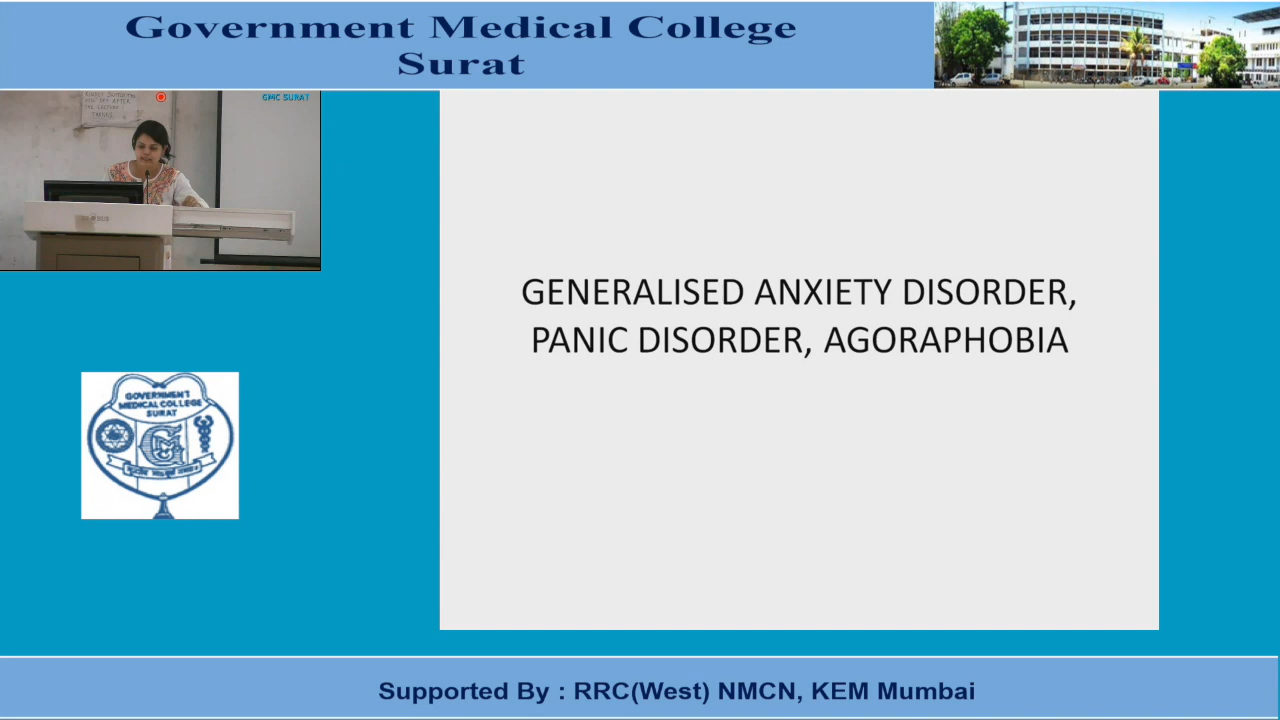 Government Medical College
Surat
THANKS
GMC SURAT
GENERALISED ANXIETY DISORDER,
PANIC DISORDER, AGORAPHOBIA
GOVERNMENT
MEDICAL COLLEGE
SURAT
Supported By : RRC(West) NMCN, KEM Mumbai